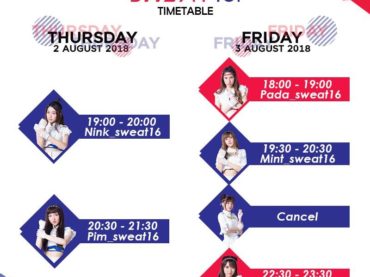 TIMETABLE
THURSDAY
2 AUGUST 2018
19:00 - 20:00
Nink_sweat16
20:30 - 21:30
Pim_sweat16
FRIDAY
3 AUGUST 2018
18:00 - 19:00
Pada_sweat16
19:30 - 20:30
Mint_sweat16
Cancel
22:30 - 23:30